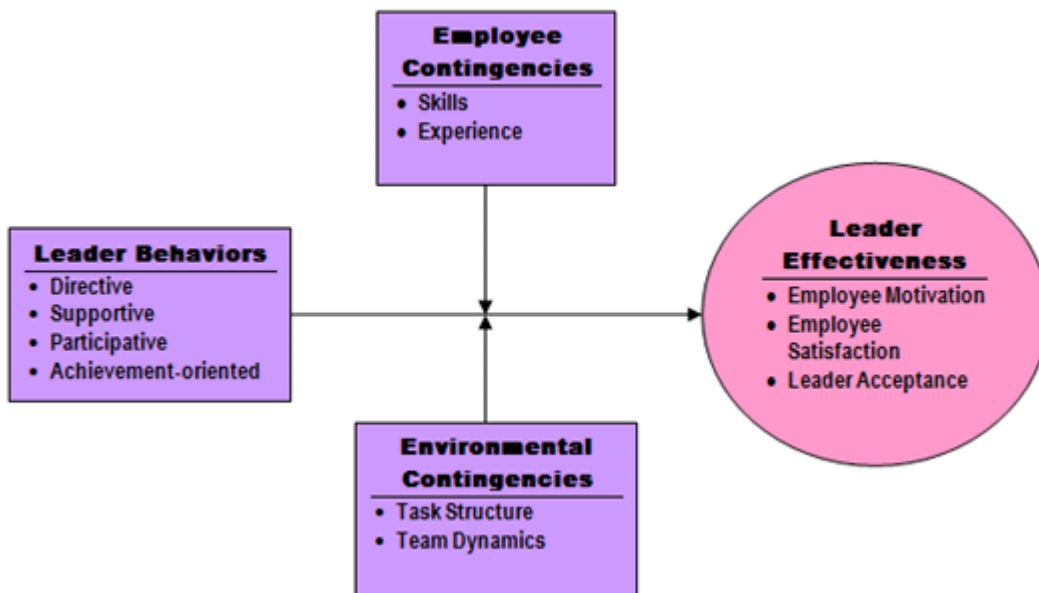 Employee
Contingencies
• Skills
• Experience
Leader Behaviors
• Directive
• Supportive
• Participative
• Achievement-oriented
Leader
Effectiveness
• Employee Motivation
• Employee
Satisfaction
• Leader Acceptance
Environmental
Contingencies
• Task Structure
• Team Dynamics